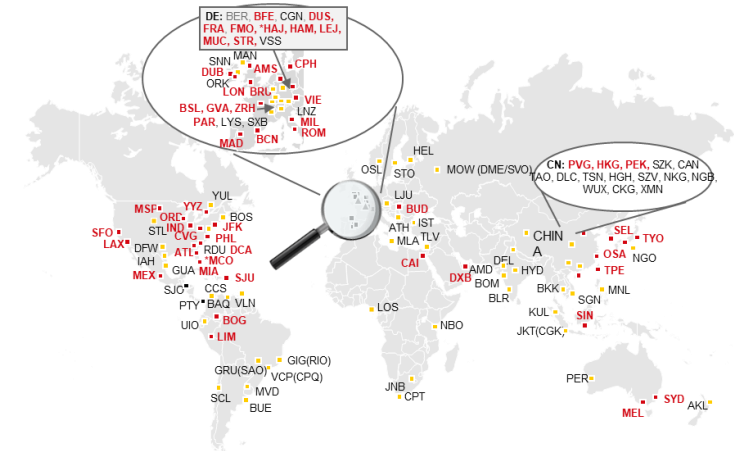 DE: BER, BFE, CGN, DUS,
FRA, FMO, *HAJ, HAM, LEJ,
MUC, STR, VSS
MAN
SNN
AMS
CPH
DUB
ORK
LON BRU
VIE
BSL, GVA, ZRH
LNZ
PAR, LYS, SXB
MIL
ROM
MAD
BCN
HEL
OSL
STO
MOW (DME/SVO)
CN: PVG, HKG, PEK, SZK, CAN
TAO, DLC, TSN, HGH, SZV, NKG, NGB,
WUX, CKG, XMN
YUL
LJU
MSP
YYZ
BUD
ORD
BOS
SFO
STL
IND
JFK
ATH
IST
CHIN
A
SEL
TYO
LAX
CVG
PHL
MLA
TLV
DFW
ATL
RDU DCA
NGO
IAH
*MCO
CAI
DEL
OSA
MEX
GUA
MIA
SJU
DXB
AMD
HYD
TPE
SJO
CCS
BOM
BKK
MNL
PTY
BAQ
VLN
BLR
SGN
LOS
KUL
SIN
UIO
BOG
NBO
JKT(CGK)
LIM
GIG(RIO)
GRU(SAO)
VCP(CPQ)
PER
JNB
SCL
MVD
CPT
BUE
SYD
AKL
MEL